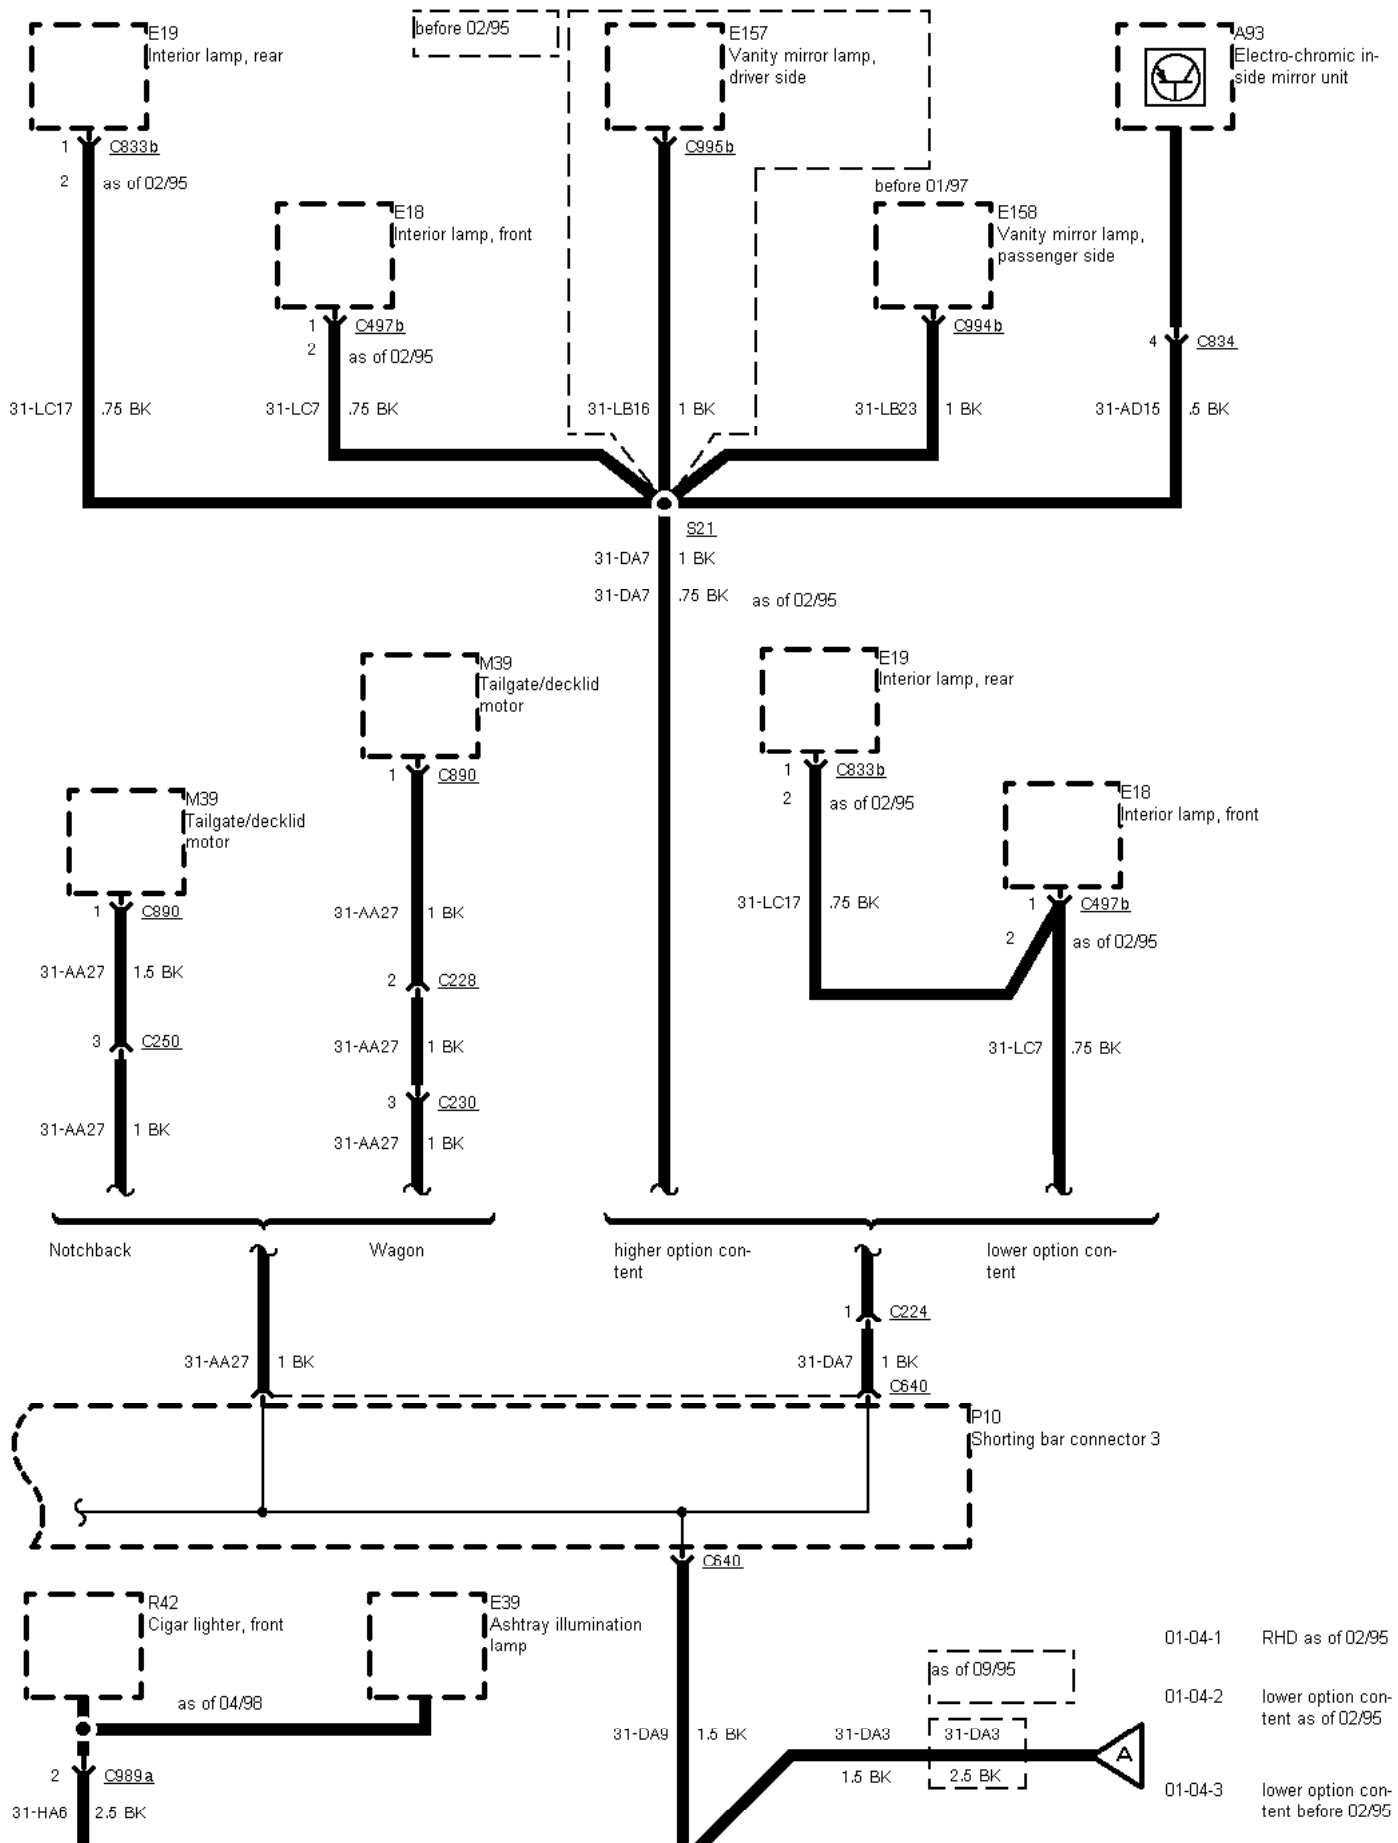 E19
Interior lamp, rear
before 02/95
E157
Vanity mirror lamp,
driver side
A93
Electro-chromic in-
side mirror unit
1
C833b
2
as of 02/95
C995b
E18
Interior lamp, front
before 01/97
E158
Vanity mirror lamp,
passenger side
1
C497b
2
as of 02/95
C994b
4
C834
31-LC17
.75 BK
31-LC7
.75 BK
31-LB16
1 BK
31-LB23
1 BK
31-AD15
.5 BK
S21
31-DA7
1 BK
31-DA7
.75 BK
as of 02/95
M39
Tailgate/decklid
motor
E19
Interior lamp, rear
1
C890
1
C833b
2
as of 02/95
M39
Tailgate/decklid
motor
E18
Interior lamp, front
1
C890
31-AA27
1 BK
31-LC17
.75 BK
1
C497b
2
as of 02/95
31-AA27
1.5 BK
2
C228
3
C250
31-AA27
1 BK
31-LC7
.75 BK
3
C230
31-AA27
1 BK
31-AA27
1 BK
Notchback
Wagon
higher option con-
tent
lower option con-
tent
1
C224
31-AA27
1 BK
31-DA7
1 BK
C640
P10
Shorting bar connector 3
C640
R42
Cigar lighter, front
E39
Ashtray illumination
lamp
01-04-1
RHD as of 02/95
as of 09/95
as of 04/98
01-04-2
lower option con-
tent as of 02/95
31-DA9
1.5 BK
31-DA3
1.5 BK
31-DA3
2.5 BK
A
2
C989a
01-04-3
lower option con-
tent before 02/95
31-HA6
2.5 BK